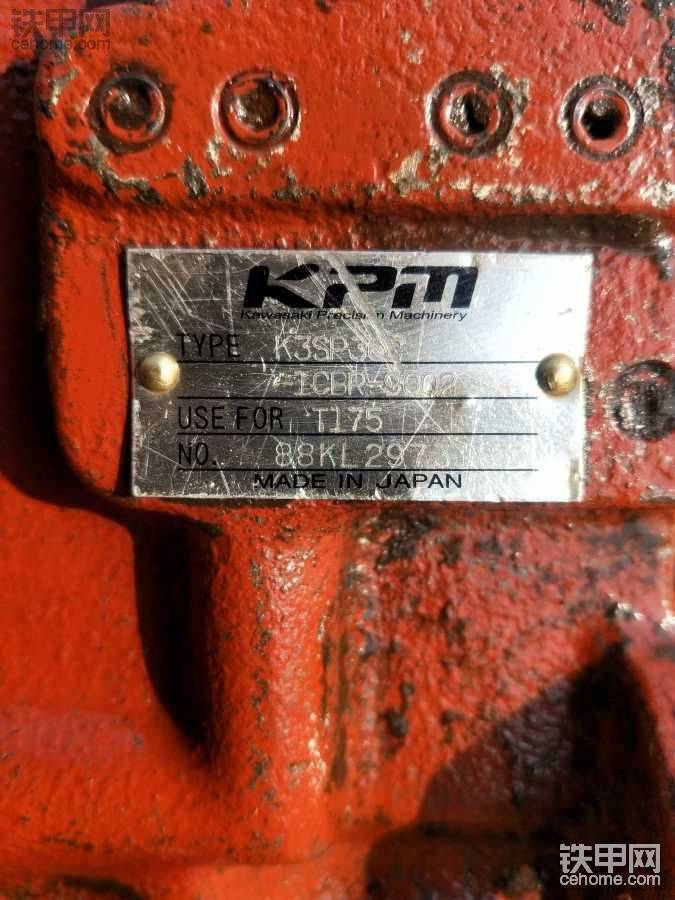 铁甲网
cehome.com
KPM
Kawasaki Precision Machinery
TYPE
USE FOR T175
NO.
MADE IN JAPAN
铁甲网
cehome.com